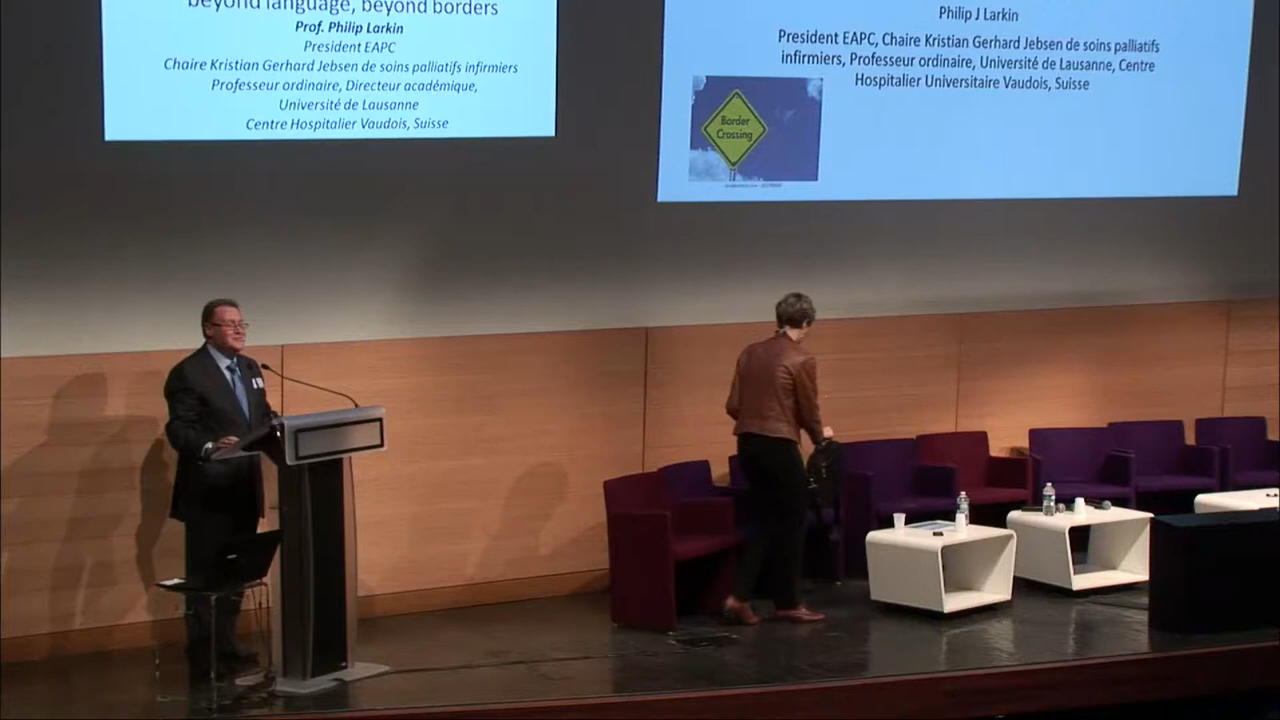 beyond language, beyond borders
Prof. Philip Larkin
President EAPC
Chaire Kristian Gerhard Jebsen de soins palliatifs infirmiers
Professeur ordinaire, Directeur académique,
Université de Lausanne
Centre Hospitalier Vaudois, Suisse
Philip J Larkin
President EAPC, Chaire Kristian Gerhard Jebsen de soins palliatifs
infirmiers, Professeur ordinaire, Université de Lausanne, Centre
Hospitalier Universitaire Vaudois, Suisse
Border
Crossing